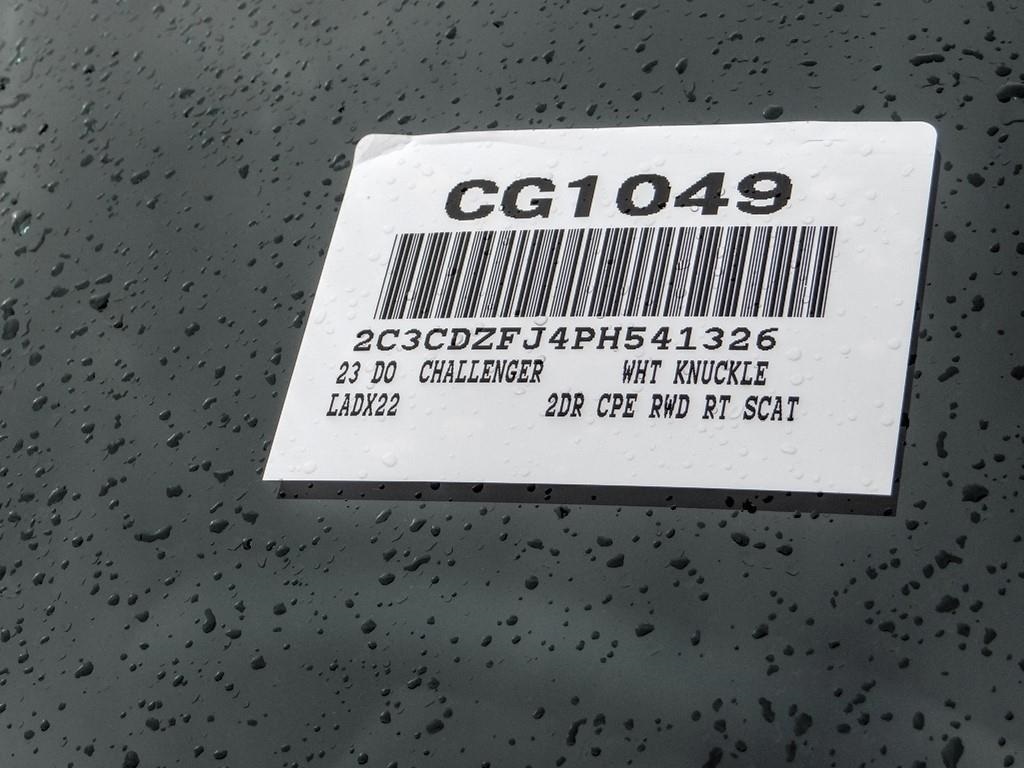 CG1049
2C3CDZFJ4PH541326
23 DO CHALLENGER WHT KNUCKLE
LADX22 2DR CPE RWD RT SCAT